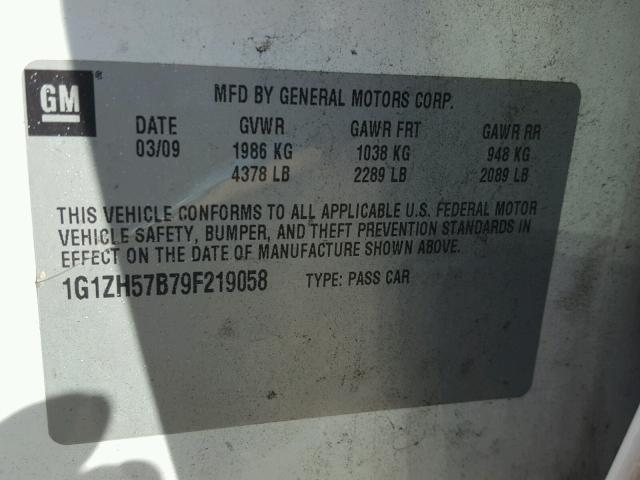 GM
®
MFD BY GENERAL MOTORS CORP.
DATE GVWR GAWR FRT GAWR RR
03/09 1986 KG 1038 KG 948 KG
4378 LB 2289 LB 2089 LB
THIS VEHICLE CONFORMS TO ALL APPLICABLE U.S. FEDERAL MOTOR
VEHICLE SAFETY, BUMPER, AND THEFT PREVENTION STANDARDS IN
EFFECT ON THE DATE OF MANUFACTURE SHOWN ABOVE.
1G1ZH57B79F219058 TYPE: PASS CAR